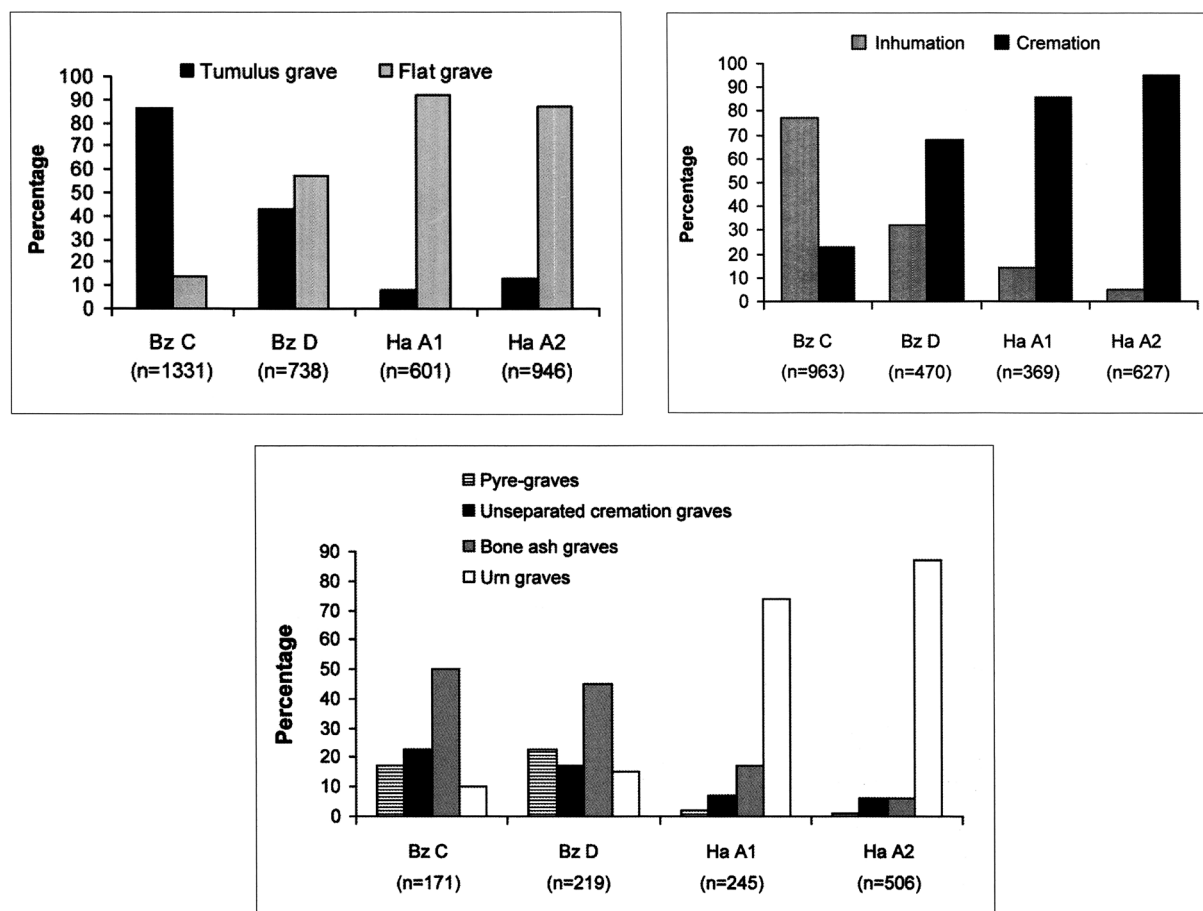 Tumulus grave Flat grave
Percentage
100
90
80
70
60
50
40
30
20
10
0
Bz C Bz D Ha A1 Ha A2
(n=1331) (n=738) (n=601) (n=946)
Inhumation Cremation
Percentage
100
90
80
70
60
50
40
30
20
10
0
Bz C Bz D Ha A1 Ha A2
(n=963) (n=470) (n=369) (n=627)
Pyre-graves
Unseparated cremation graves
Bone ash graves
Urn graves
Percentage
90
80
70
60
50
40
30
20
10
0
Bz C Bz D Ha A1 Ha A2
(n=171) (n=219) (n=245) (n=506)